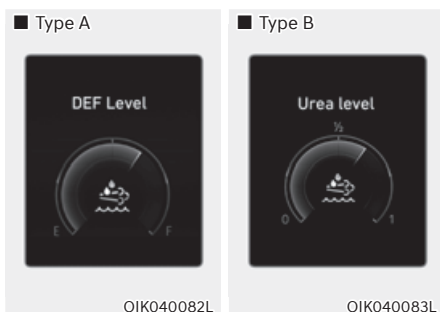 ■ Type A
DEF Level
E F
OIK040082L
■ Type B
Urea level
½
0 1
OIK040083L